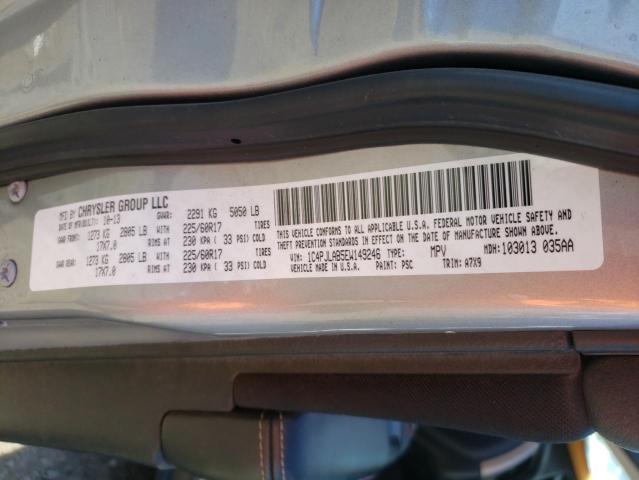 MFG BY CHRYSLER GROUP LLC
DATE OF MFR/BUILT: 10-13 GVWR: 2291 KG 5050 LB
GAWR FRONT: 1273 KG 2805 LB WITH 225/60R17 TIRES
17X7.0 RIMS AT 230 KPA ( 33 PSI) COLD
GAWR REAR: 1273 KG 2805 LB WITH 225/60R17 TIRES
17X7.0 RIMS AT 230 KPA ( 33 PSI) COLD
THIS VEHICLE CONFORMS TO ALL APPLICABLE U.S.A. FEDERAL MOTOR VEHICLE SAFETY AND
THEFT PREVENTION STANDARDS IN EFFECT ON THE DATE OF MANUFACTURE SHOWN ABOVE.
VIN: 1C4PJLAB5EW149246 TYPE: MPV MDH: 103013 035AA
VEHICLE MADE IN U.S.A. PAINT: PSC TRIM: A7X9